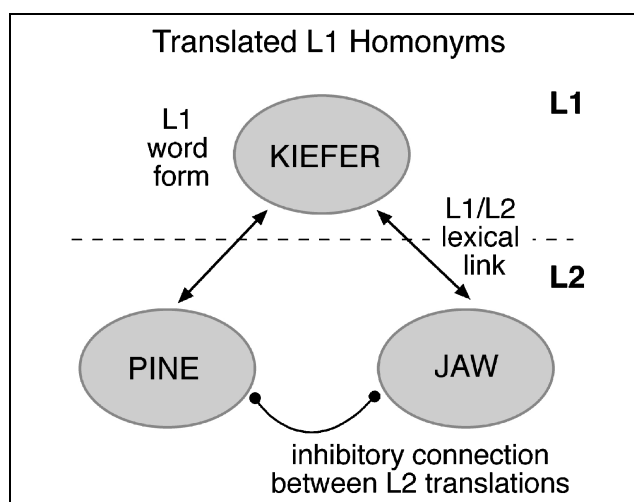 Translated L1 Homonyms
L1
L1
word
form
KIEFER
L1/L2
lexical
link
L2
PINE
JAW
inhibitory connection
between L2 translations